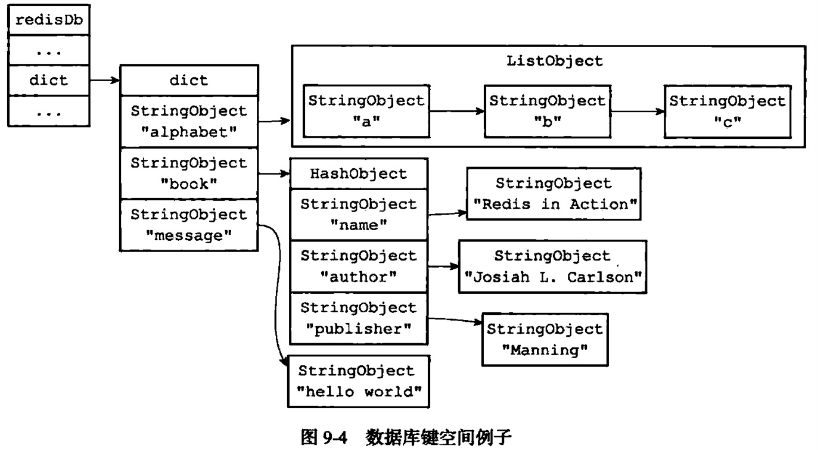 redisDb
...
dict
...
dict
StringObject
"alphabet"
StringObject
"book"
StringObject
"message"
ListObject
StringObject
"a"
StringObject
"b"
StringObject
"c"
HashObject
StringObject
"name"
StringObject
"author"
StringObject
"publisher"
StringObject
"Redis in Action"
StringObject
"Josiah L. Carlson"
StringObject
"Manning"
StringObject
"hello world"
图 9-4 数据库键空间例子